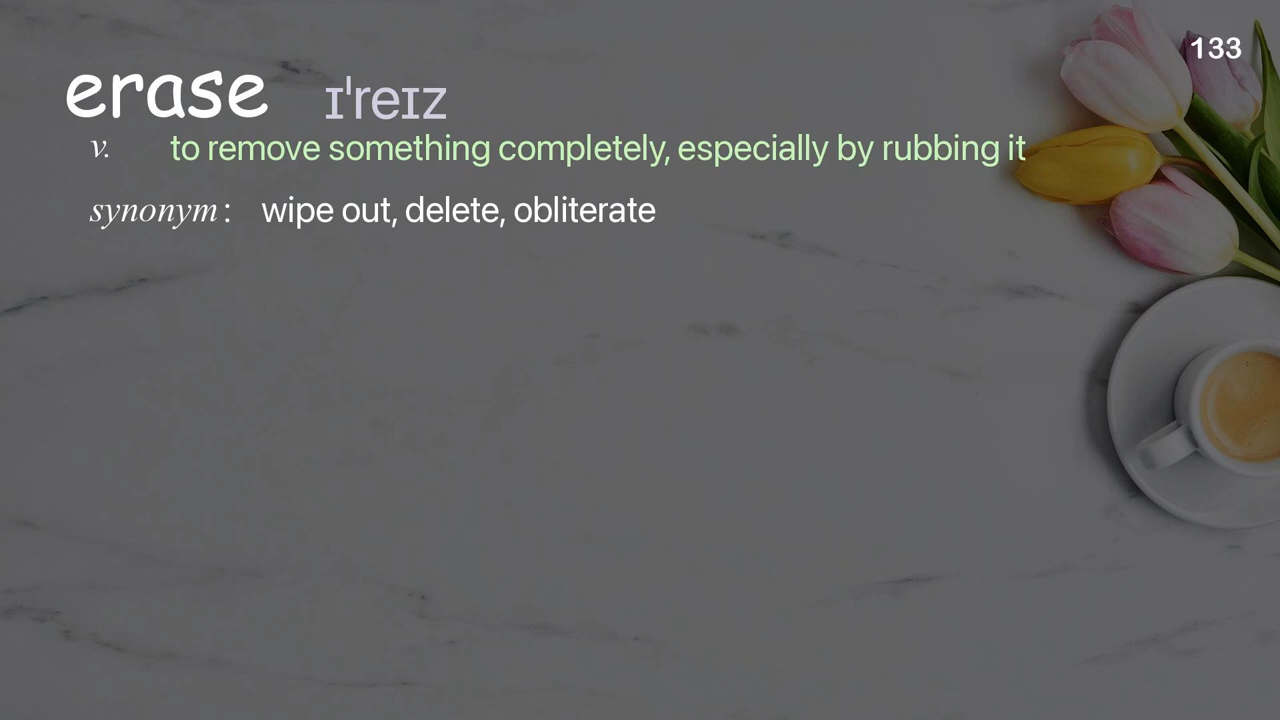 133
erase ɪˈreɪz
v. to remove something completely, especially by rubbing it
synonym: wipe out, delete, obliterate